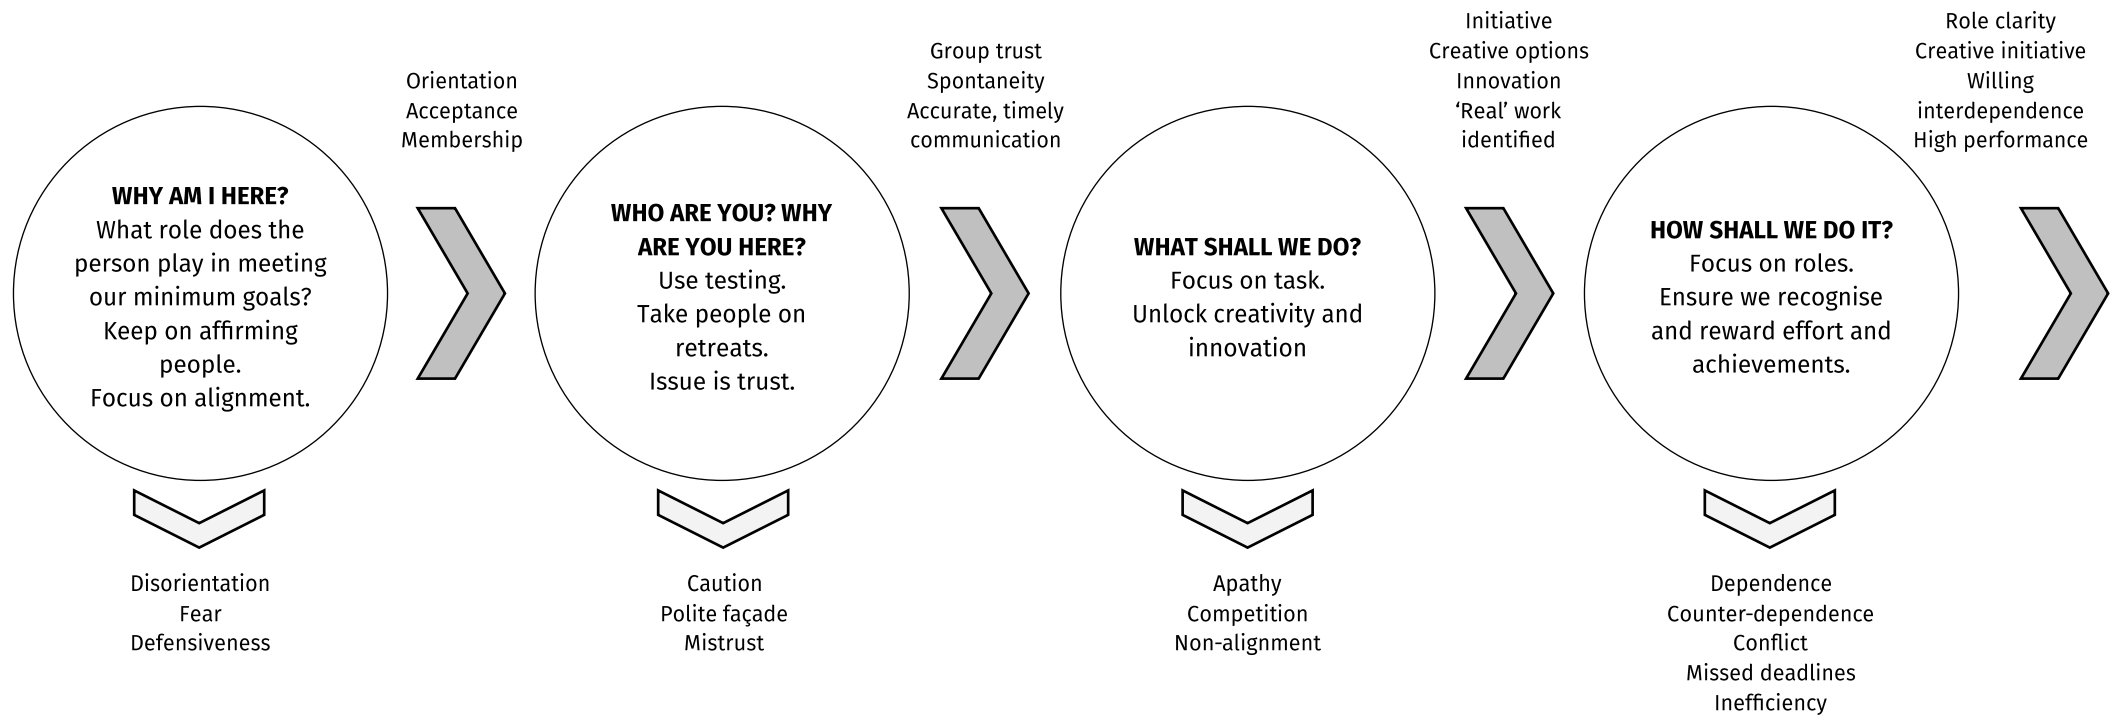 WHY AM I HERE?
What role does the
person play in meeting
our minimum goals?
Keep on affirming
people.
Focus on alignment.
Disorientation
Fear
Defensiveness
Orientation
Acceptance
Membership
WHO ARE YOU? WHY
ARE YOU HERE?
Use testing.
Take people on
retreats.
Issue is trust.
Caution
Polite façade
Mistrust
Group trust
Spontaneity
Accurate, timely
communication
WHAT SHALL WE DO?
Focus on task.
Unlock creativity and
innovation
Apathy
Competition
Non-alignment
Initiative
Creative options
Innovation
‘Real’ work
identified
HOW SHALL WE DO IT?
Focus on roles.
Ensure we recognise
and reward effort and
achievements.
Dependence
Counter-dependence
Conflict
Missed deadlines
Inefficiency
Role clarity
Creative initiative
Willing
interdependence
High performance